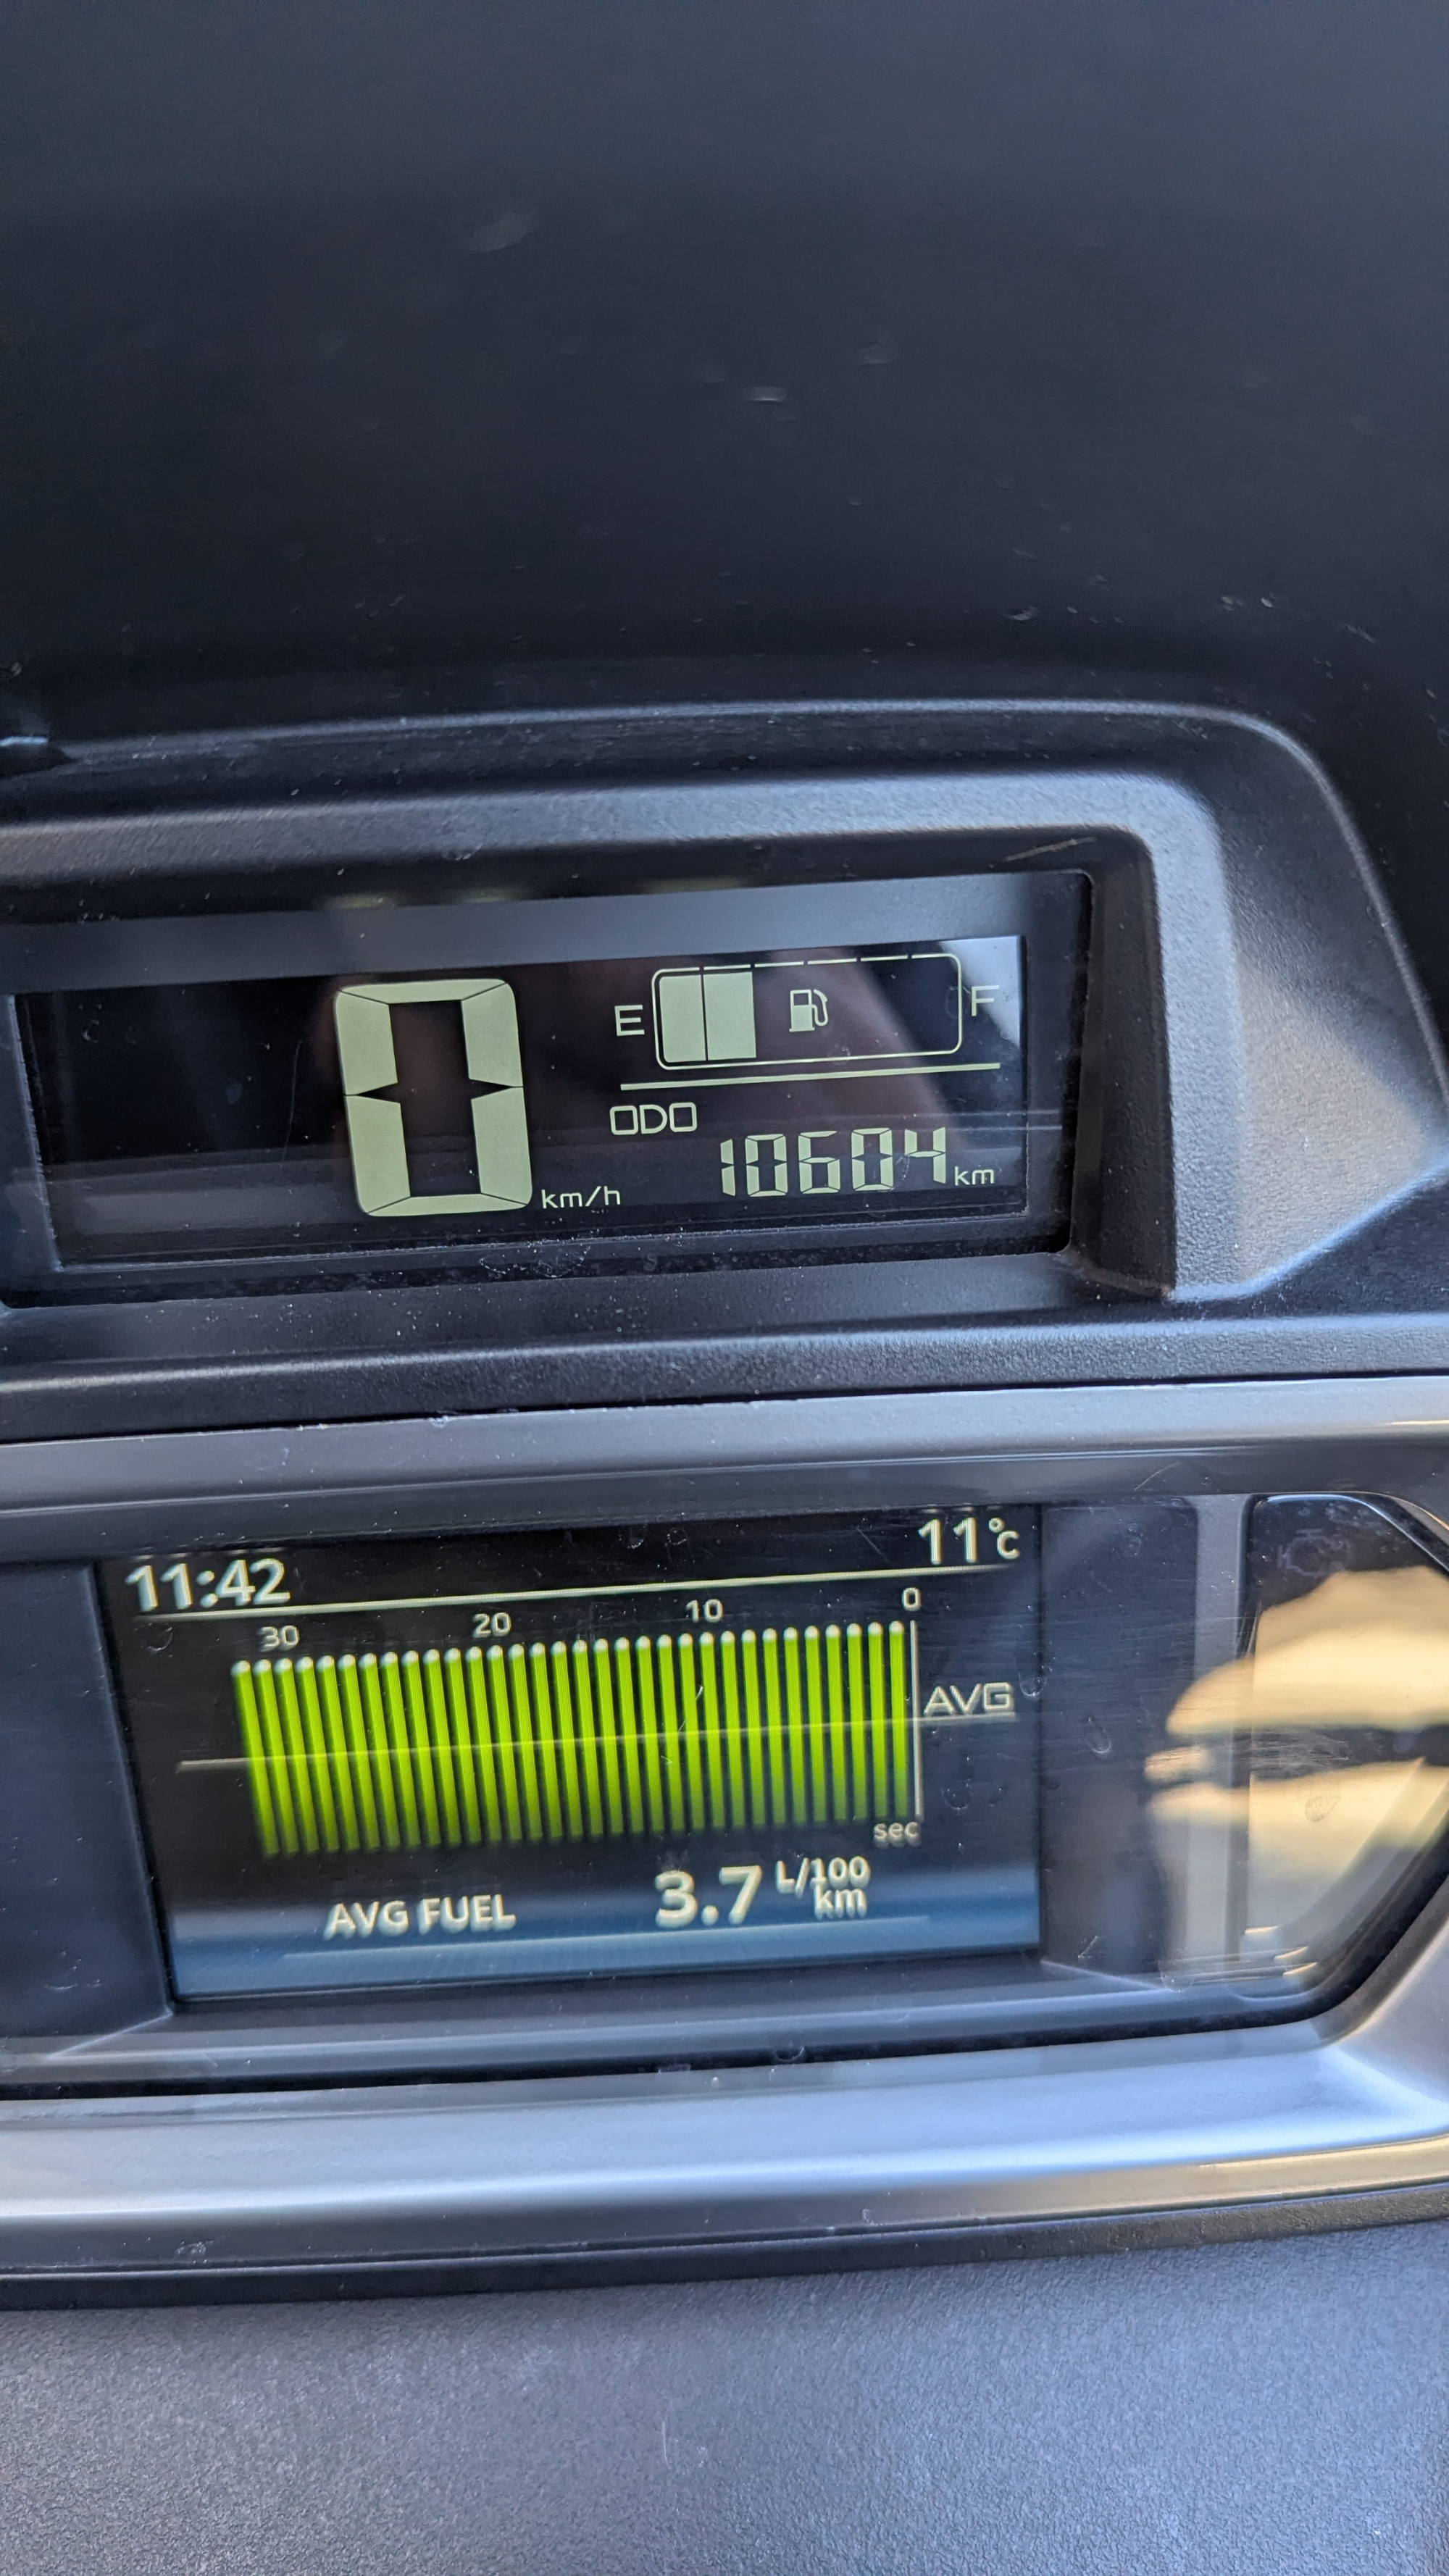 E F
ODO
0 km/h 10604 km
11:42 11°C
30 20 10 0
AVG
sec
AVG FUEL 3.7 L/100 km